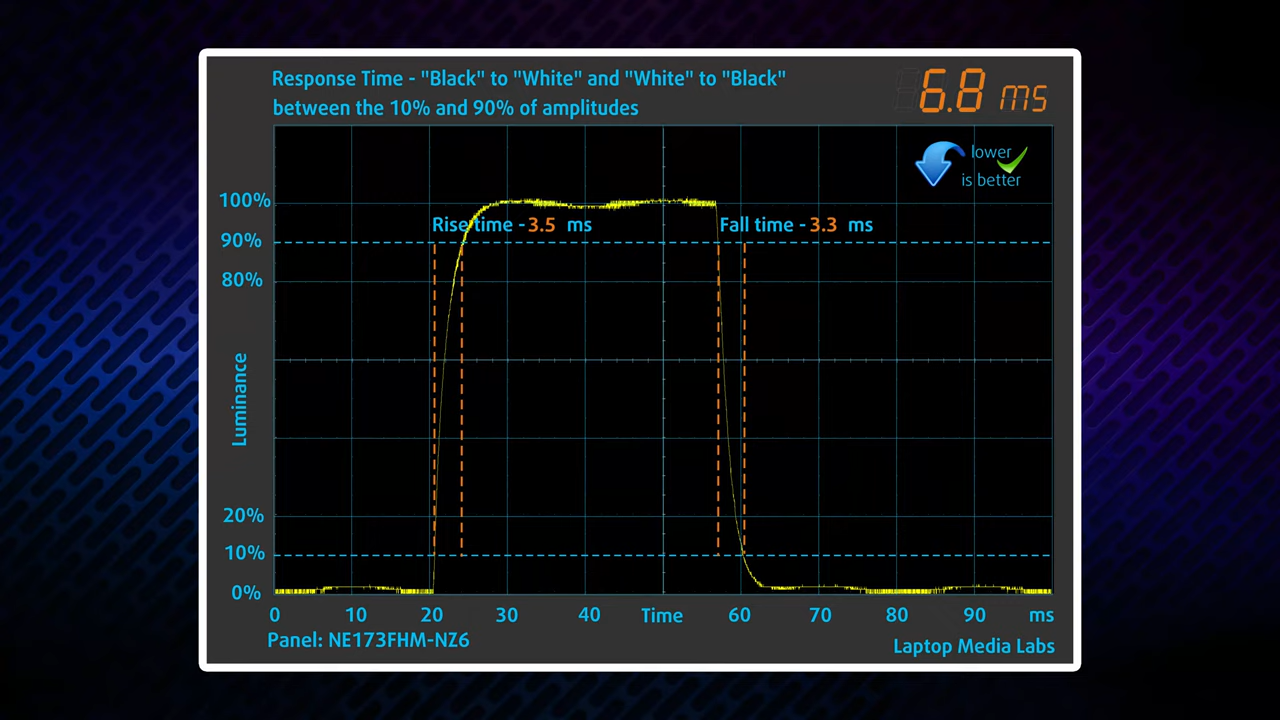 Response Time - "Black" to "White" and "White" to "Black"
between the 10% and 90% of amplitudes
6.8 ms
lower
is better
100%
Rise time - 3.5 ms
Fall time - 3.3 ms
90%
80%
Luminance
20%
10%
0%
0 10 20 30 40 Time 60 70 80 90 ms
Panel: NE173FHM-NZ6
Laptop Media Labs